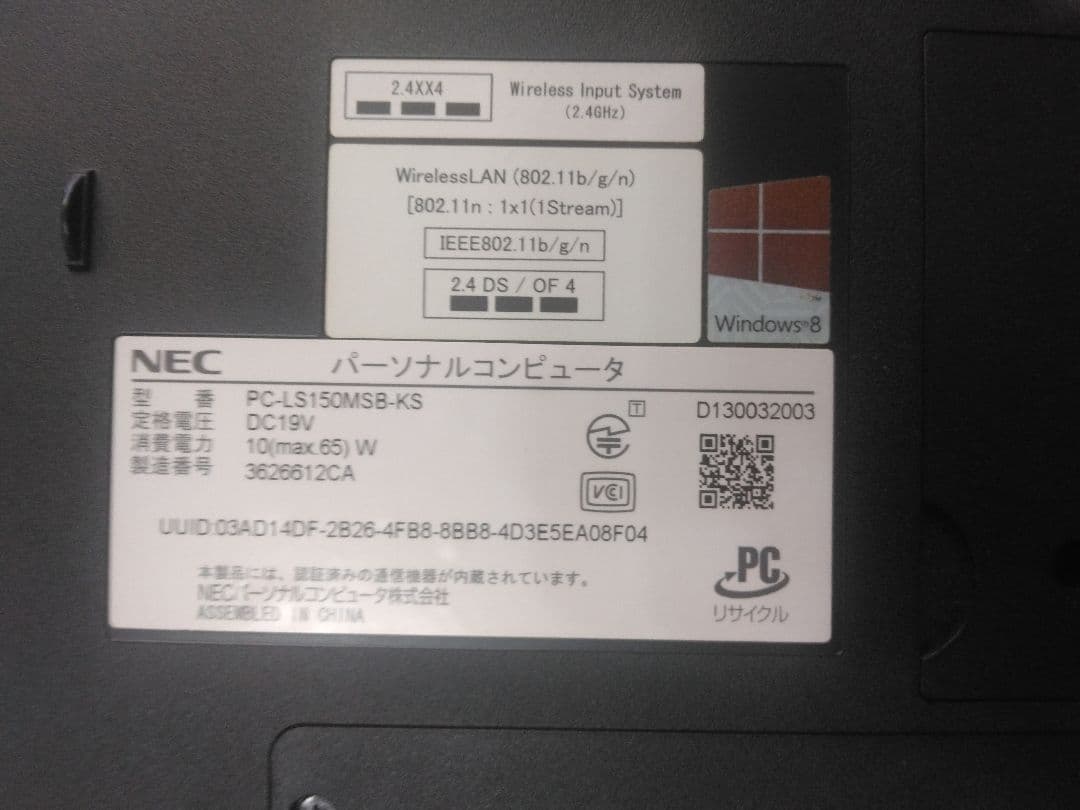 2.4XX4
Wireless Input System
(2.4GHz)
WirelessLAN (802.11b/g/n)
[802.11n : 1x1(1Stream)]
IEEE802.11b/g/n
2.4 DS / OF 4
Windows®8
NEC パーソナルコンピュータ
型番 PC-LS150MSB-KS
定格電圧 DC19V
消費電力 10(max.65) W
製造番号 3626612CA
T
D130032003
VCI
UUID:03AD14DF-2B26-4FB8-8BB8-4D3E5EA08F04
本製品には、認証済みの通信機器が内蔵されています。
NECパーソナルコンピュータ株式会社
ASSEMBLED IN CHINA
PC
リサイクル